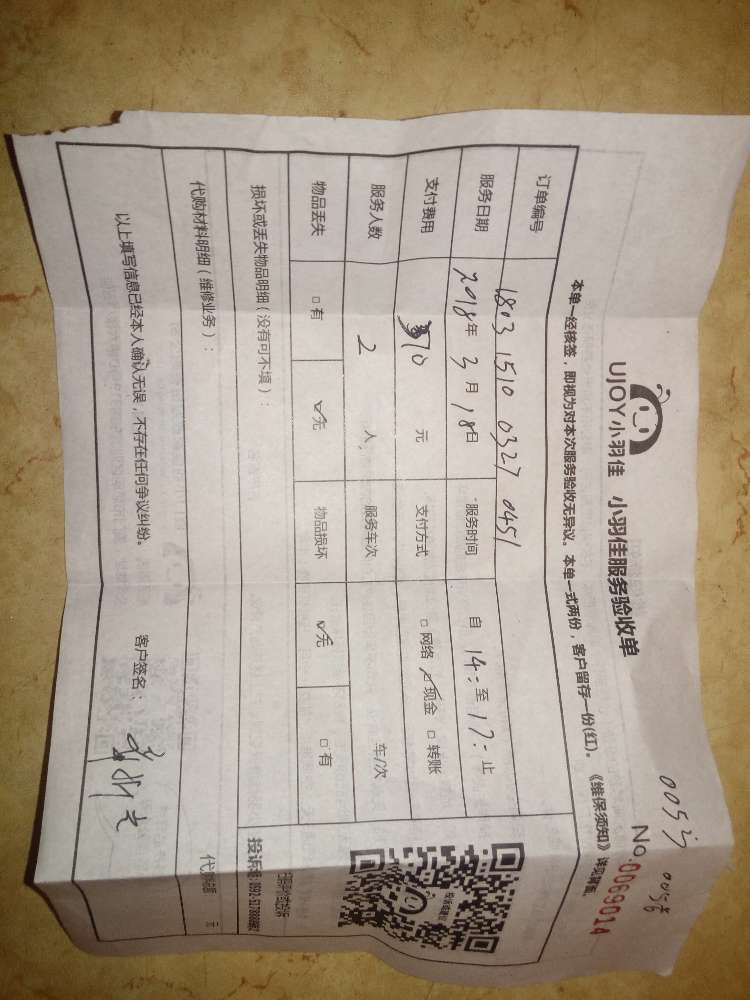 UJOY小羽佳 小羽佳服务验收单
No.0069014
本单一经核签，即视为对本次服务验收无异议。本单一式两份，客户留存一份(红)。《维保须知》详见背面。
订单编号 1803 1510 0327 0451
服务日期 2018年 3月 18日 服务时间 自 14: 至 17: 止
支付费用 元 支付方式 □ 网络 ☑ 现金 □ 转账
服务人数 2 人 服务车次 车/次
物品丢失 □ 有 ☑ 无 物品损坏 ☑ 无 □ 有
损坏或丢失物品明细（没有可不填）：
代购材料明细（维修业务）：
以上填写信息已经本人确认无误，不存在任何争议纠纷。 客户签名：